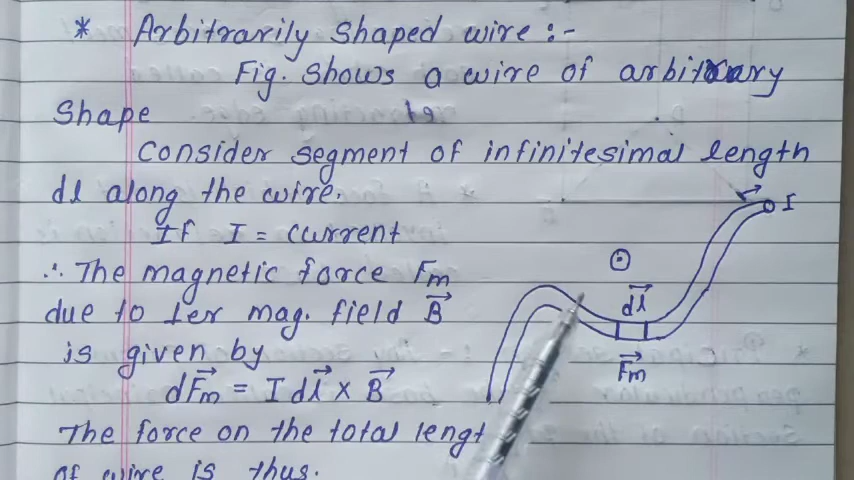 * Arbitrarily shaped wire :-
Fig. shows a wire of arbitrary
shape
Consider segment of infinitesimal length
dl along the wire.
If I = current
∴ The magnetic force Fm
due to ⊥er mag. field B⃗
is given by
dF⃗m = I dl⃗ × B⃗
The force on the total lengt
of wire is thus.
I
dl⃗
F⃗m